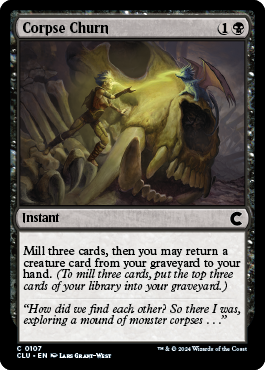 Corpse Churn 1
Instant
Mill three cards, then you may return a
creature card from your graveyard to your
hand. (To mill three cards, put the top three
cards of your library into your graveyard.)
“How did we find each other? So there I was,
exploring a mound of monster corpses . . .”
C 0107
CLU • EN Lars Grant-West
™ & © 2024 Wizards of the Coast